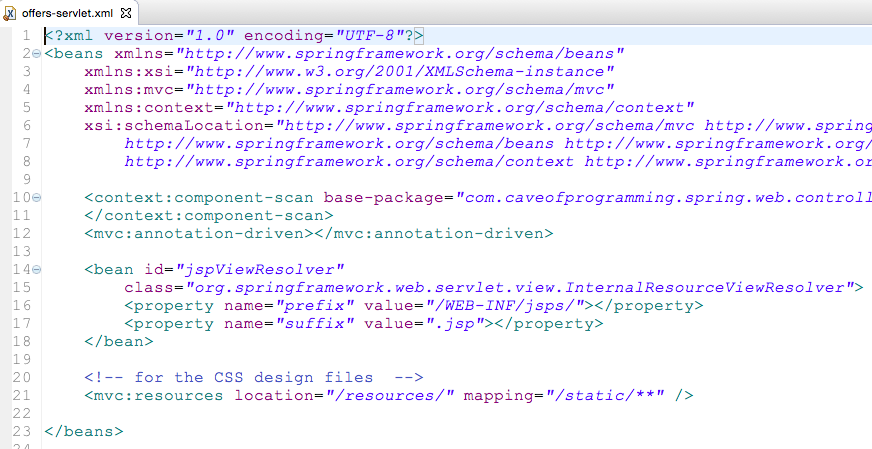 offers-servlet.xml
1 <?xml version="1.0" encoding="UTF-8"?>
2 <beans xmlns="http://www.springframework.org/schema/beans"
3 xmlns:xsi="http://www.w3.org/2001/XMLSchema-instance"
4 xmlns:mvc="http://www.springframework.org/schema/mvc"
5 xmlns:context="http://www.springframework.org/schema/context"
6 xsi:schemaLocation="http://www.springframework.org/schema/mvc http://www.spring
7 http://www.springframework.org/schema/beans http://www.springframework.org/
8 http://www.springframework.org/schema/context http://www.springframework.or
9
10 <context:component-scan base-package="com.caveofprogramming.spring.web.controll
11 </context:component-scan>
12 <mvc:annotation-driven></mvc:annotation-driven>
13
14 <bean id="jspViewResolver"
15 class="org.springframework.web.servlet.view.InternalResourceViewResolver">
16 <property name="prefix" value="/WEB-INF/jsps/"></property>
17 <property name="suffix" value=".jsp"></property>
18 </bean>
19
20 <!-- for the CSS design files -->
21 <mvc:resources location="/resources/" mapping="/static/**" />
22
23 </beans>
24